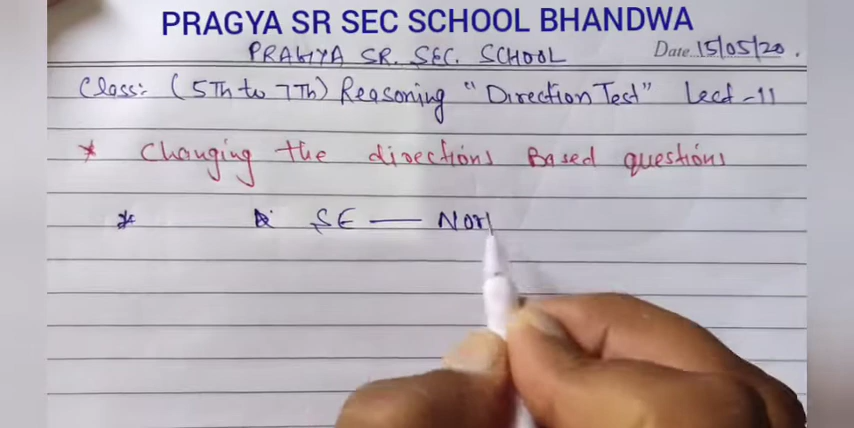 PRAGYA SR SEC SCHOOL BHANDWA
PRAGYA SR. SEC. SCHOOL Date 15/05/20.
Class: (5Th to 7Th) Reasoning "Direction Test" Lect-11
* Changing the directions Based questions
* SE — Nor